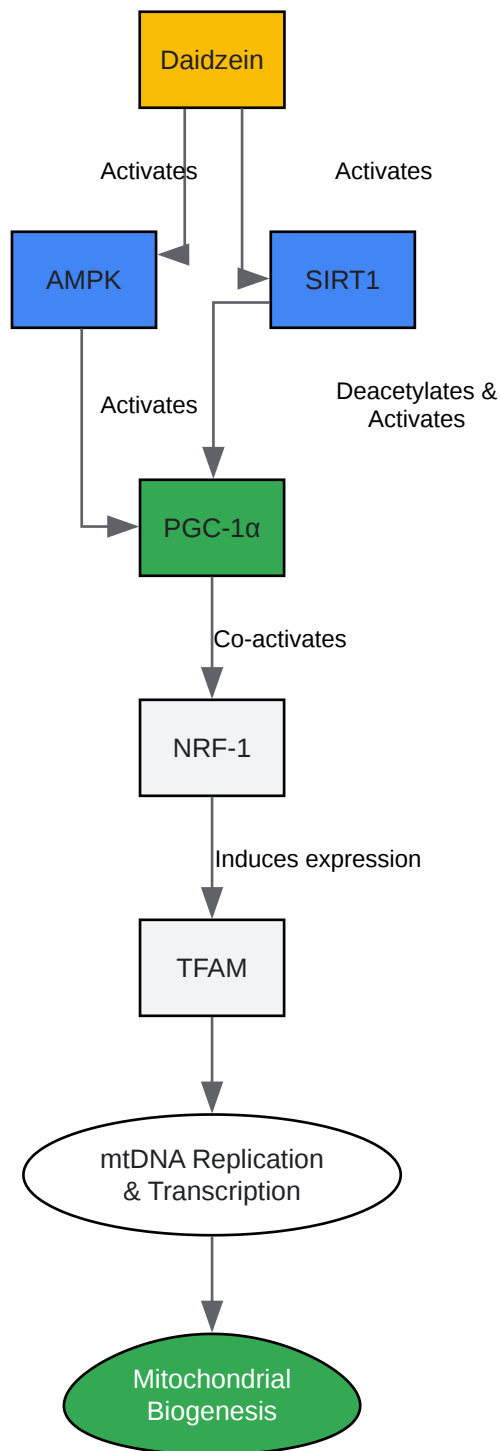 Daidzein
Activates
Activates
AMPK
SIRT1
Activates
Deacetylates &
Activates
PGC-1α
Co-activates
NRF-1
Induces expression
TFAM
mtDNA Replication
& Transcription
Mitochondrial
Biogenesis